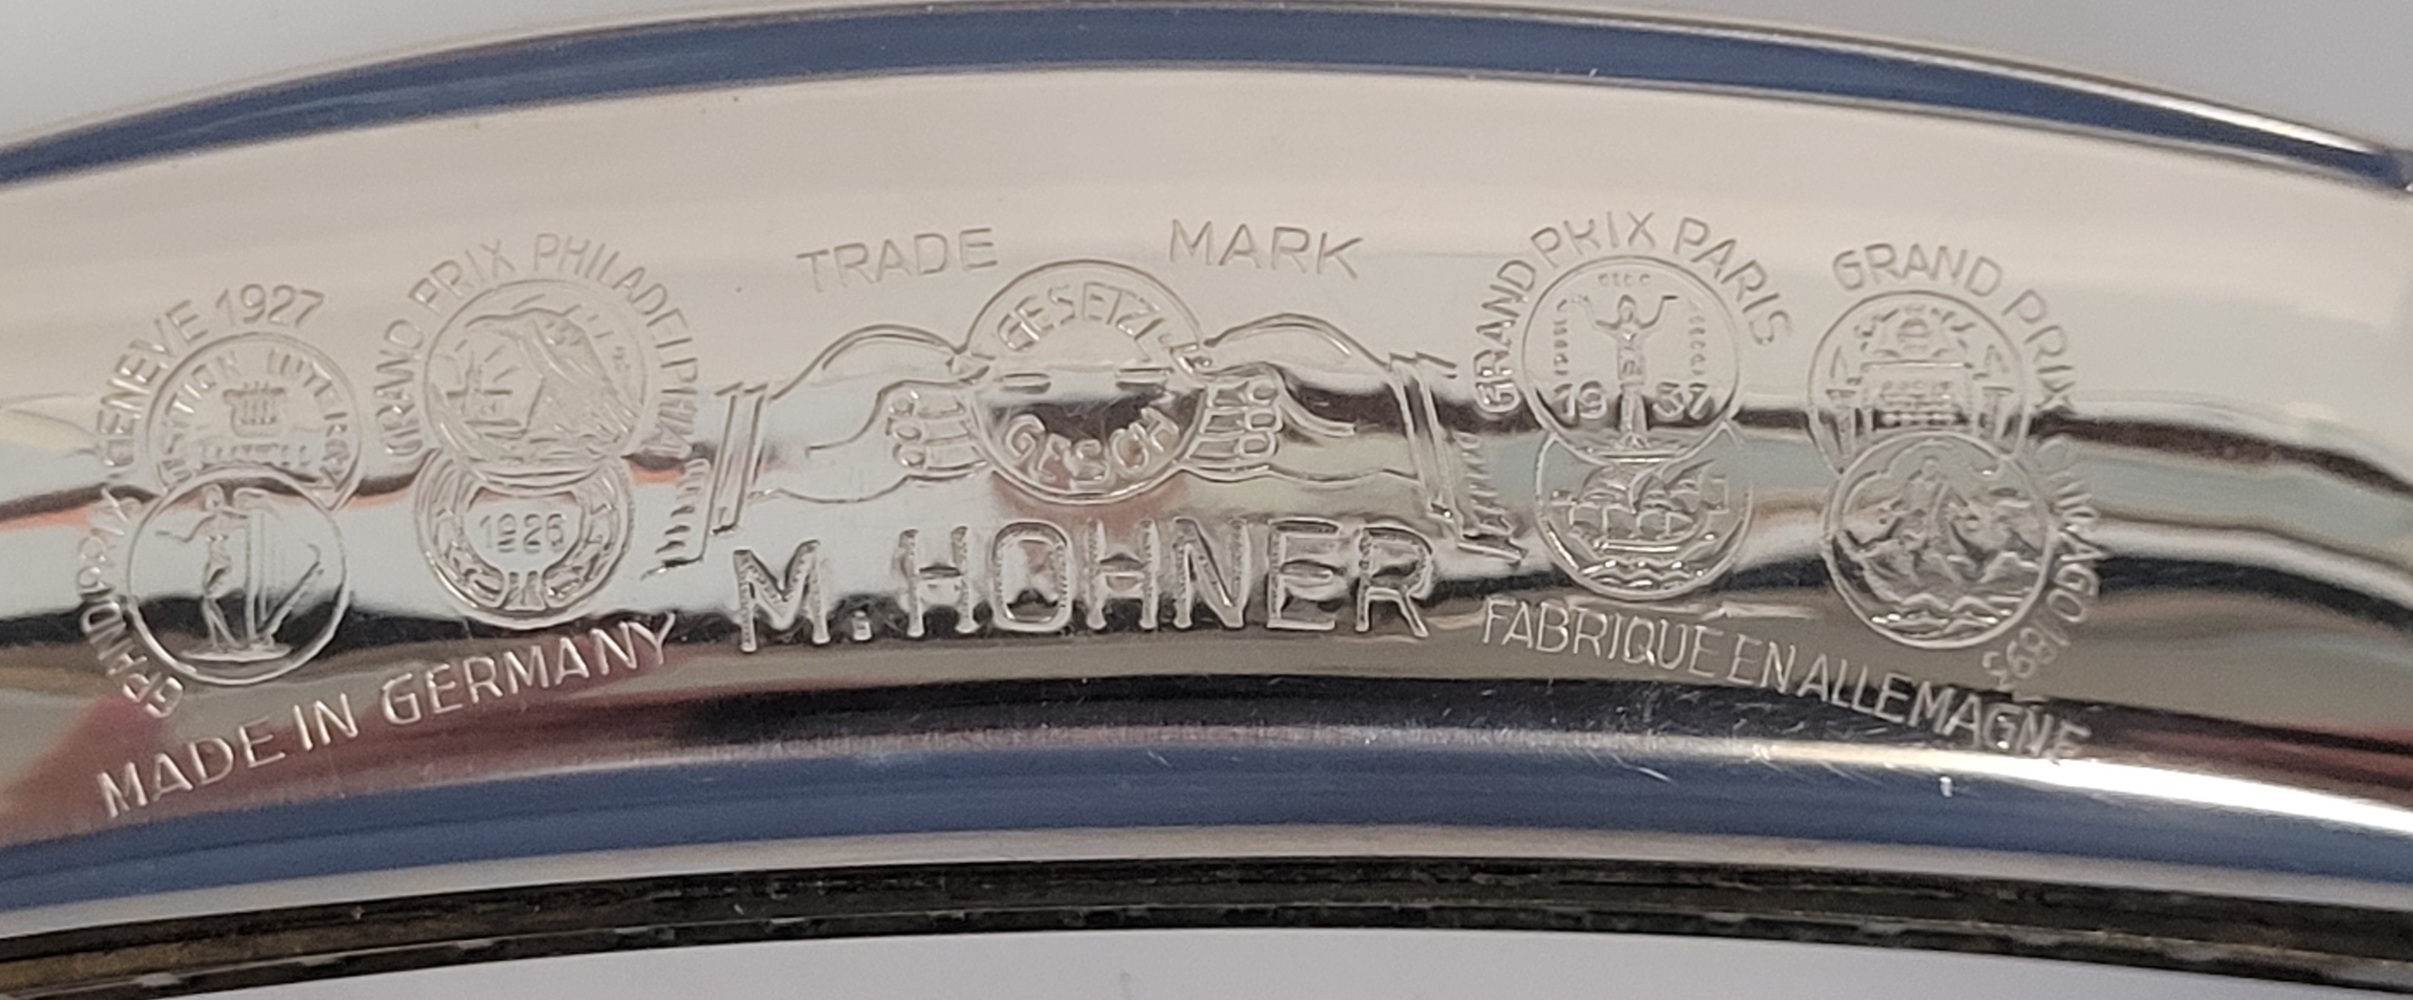 GRAND PRIX GENEVE 1927
GRAND PRIX PHILADELPHIA
1926
MADE IN GERMANY
TRADE MARK
GESETZL.
GESCH
M. HOHNER
GRAND PRIX PARIS
1937
FABRIQUE EN ALLEMAGNE
GRAND PRIX CHICAGO 1893